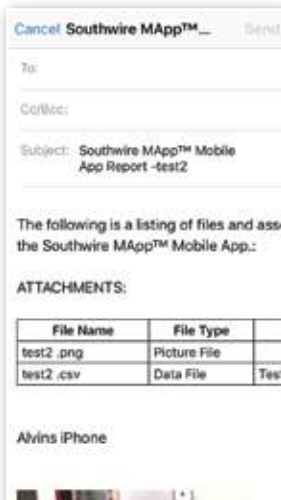 Cancel Southwire MApp™... Send
To:
Cc/Bcc:
Subject: Southwire MApp™ Mobile
App Report -test2
The following is a listing of files and
the Southwire MApp™ Mobile App.:
ATTACHMENTS:
File Name File Type
test2 .png Picture File
test2 .csv Data File
Alvins iPhone